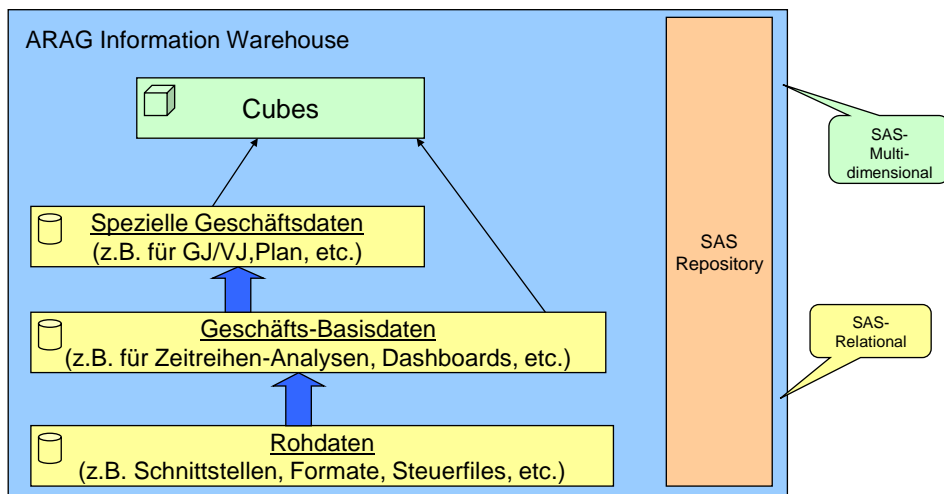 ARAG Information Warehouse
Cubes
Spezielle Geschäftsdaten
(z.B. für GJ/VJ,Plan, etc.)
Geschäfts-Basisdaten
(z.B. für Zeitreihen-Analysen, Dashboards, etc.)
Rohdaten
(z.B. Schnittstellen, Formate, Steuerfiles, etc.)
SAS
Repository
SAS-
Multi-
dimensional
SAS-
Relational